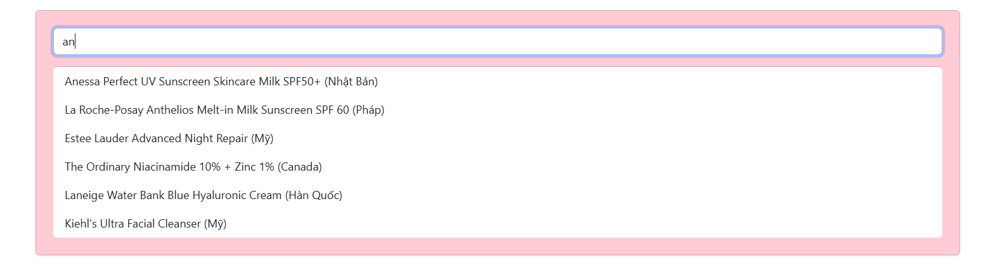 an
Anessa Perfect UV Sunscreen Skincare Milk SPF50+ (Nhật Bản)
La Roche-Posay Anthelios Melt-in Milk Sunscreen SPF 60 (Pháp)
Estee Lauder Advanced Night Repair (Mỹ)
The Ordinary Niacinamide 10% + Zinc 1% (Canada)
Laneige Water Bank Blue Hyaluronic Cream (Hàn Quốc)
Kiehl’s Ultra Facial Cleanser (Mỹ)